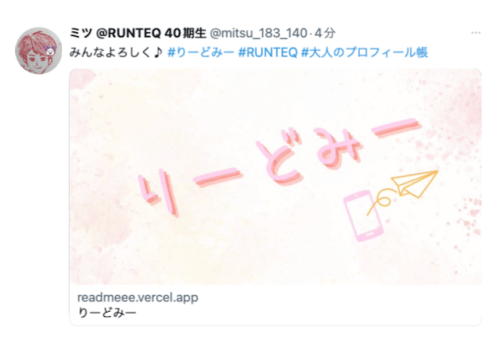 ミツ @RUNTEQ 40期生 @mitsu_183_140·4分
みんなよろしく♪ #りーどみー #RUNTEQ #大人のプロフィール帳
りーどみー
readmeee.vercel.app
りーどみー